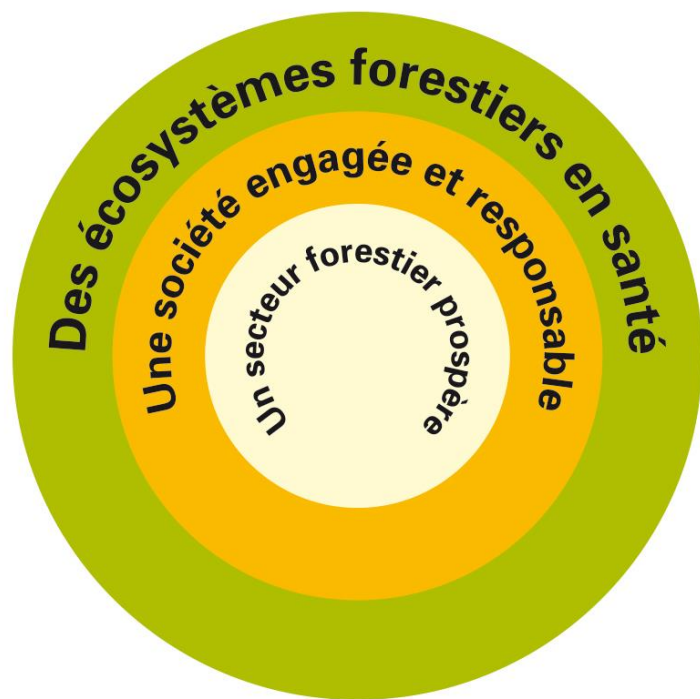 Des écosystèmes forestiers en santé
Une société engagée et responsable
Un secteur forestier prospère